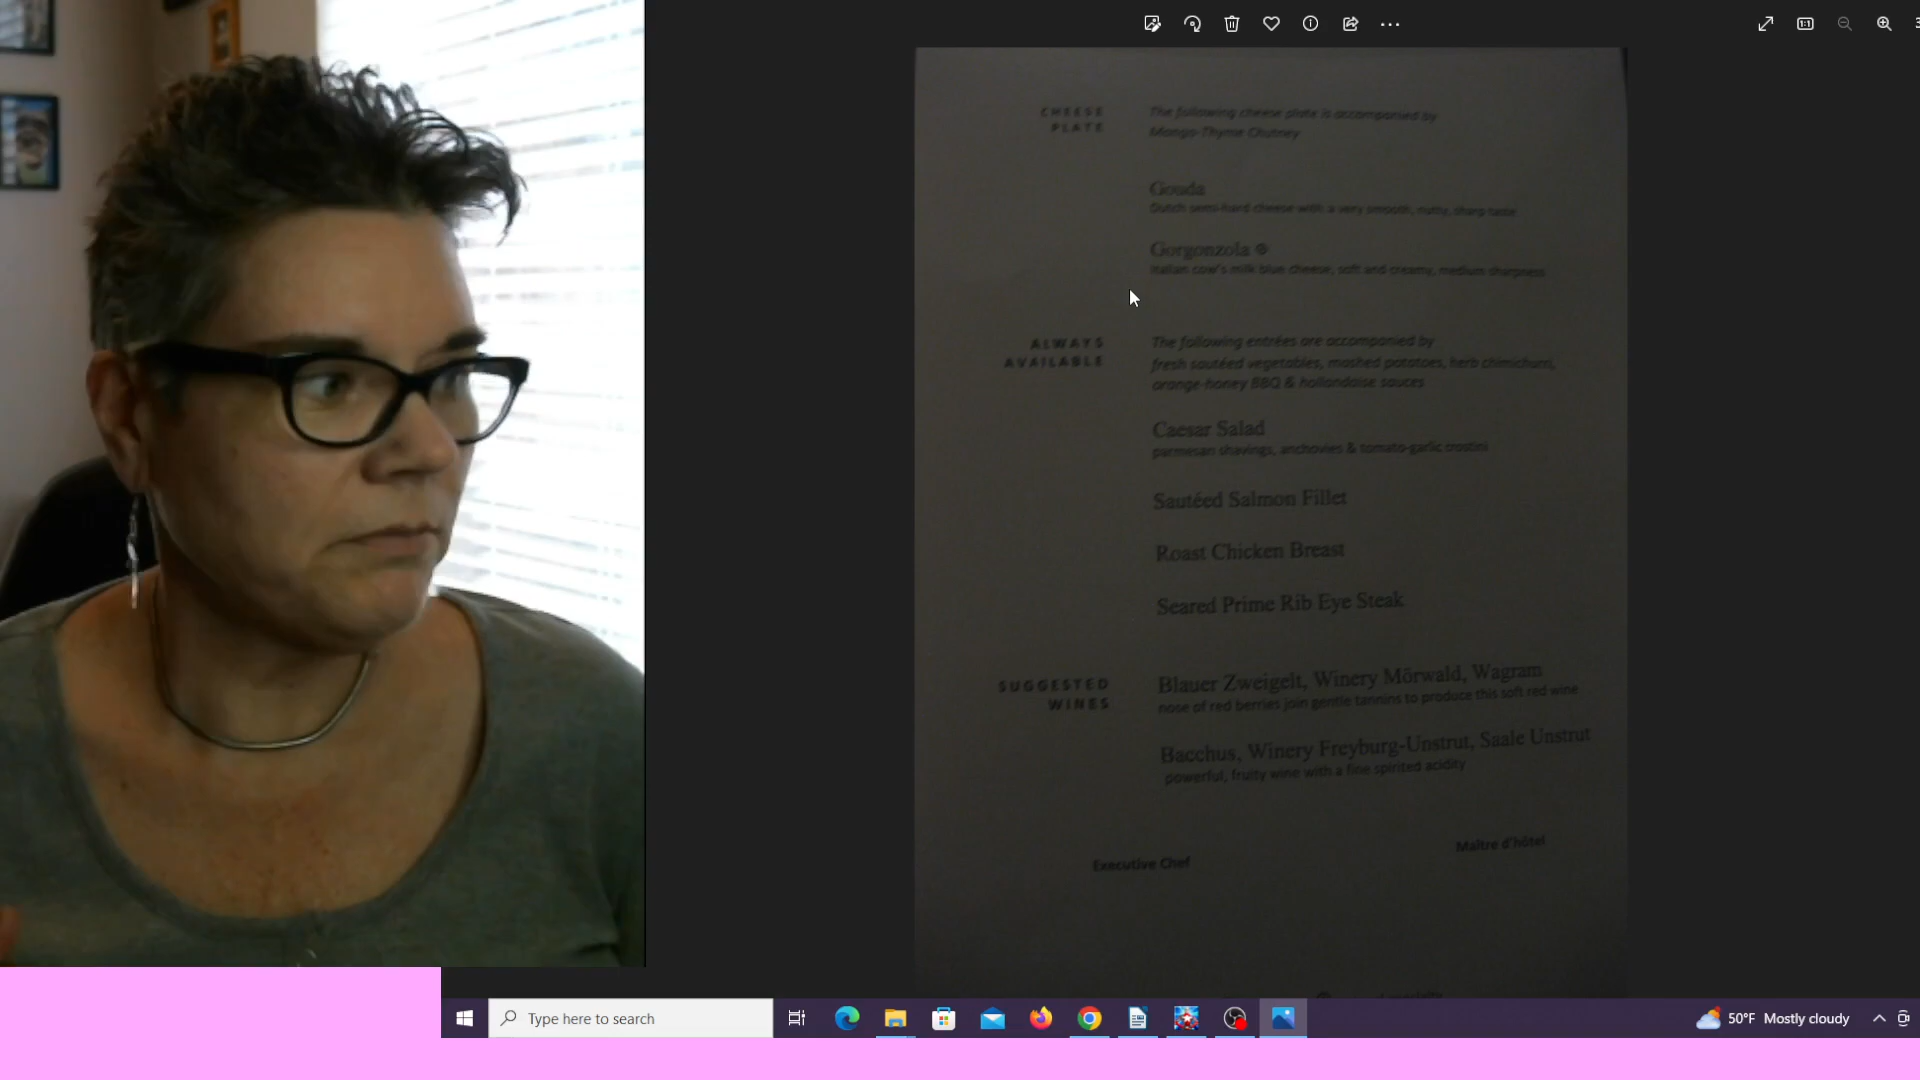 CHEESE
PLATE
The following cheese plate is accompanied by
Mango-Thyme Chutney
Gouda
Dutch semi-hard cheese with a very smooth, nutty, sharp taste
Gorgonzola
Italian cow's milk blue cheese, soft and creamy, medium sharpness
ALWAYS
AVAILABLE
The following entrées are accompanied by
fresh sautéed vegetables, mashed potatoes, herb chimichurri,
orange-honey BBQ & hollandaise sauces
Caesar Salad
parmesan shavings, anchovies & tomato-garlic crostini
Sautéed Salmon Fillet
Roast Chicken Breast
Seared Prime Rib Eye Steak
SUGGESTED
WINES
Blauer Zweigelt, Winery Mörwald, Wagram
nose of red berries join gentle tannins to produce this soft red wine
Bacchus, Winery Freyburg-Unstrut, Saale Unstrut
powerful, fruity wine with a fine spirited acidity
Maître d'hôtel
Executive Chef
Type here to search
50°F Mostly cloudy